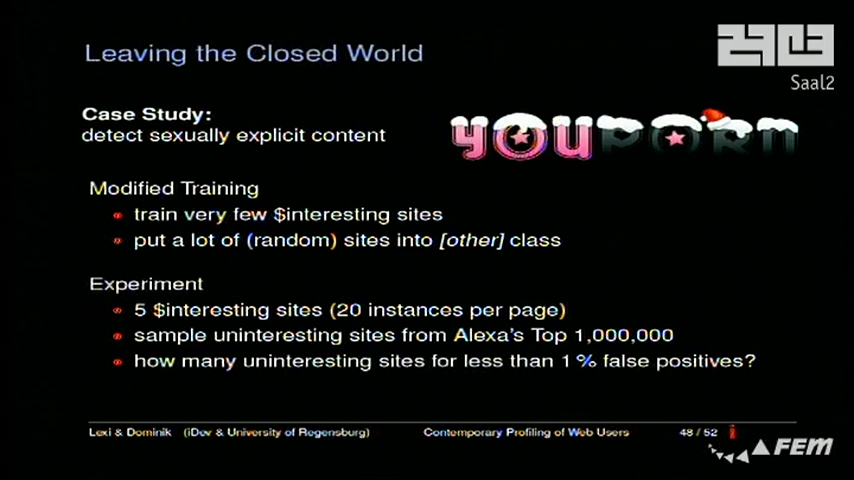 Leaving the Closed World
29C3
Saal2
Case Study:
detect sexually explicit content
YOUPORN
Modified Training
train very few $interesting sites
put a lot of (random) sites into [other] class
Experiment
5 $interesting sites (20 instances per page)
sample uninteresting sites from Alexa's Top 1,000,000
how many uninteresting sites for less than 1 % false positives?
Lexi & Dominik (iDev & University of Regensburg) Contemporary Profiling of Web Users 48 / 52
FEM